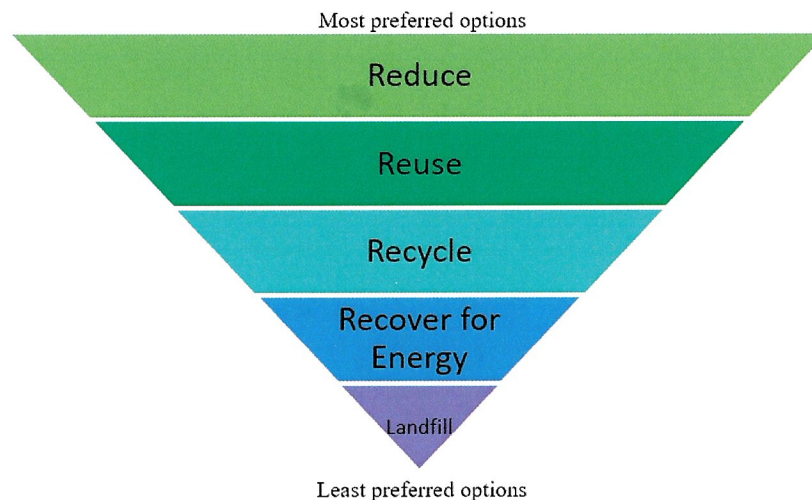 Most preferred options
Reduce
Reuse
Recycle
Recover for
Energy
Landfill
Least preferred options